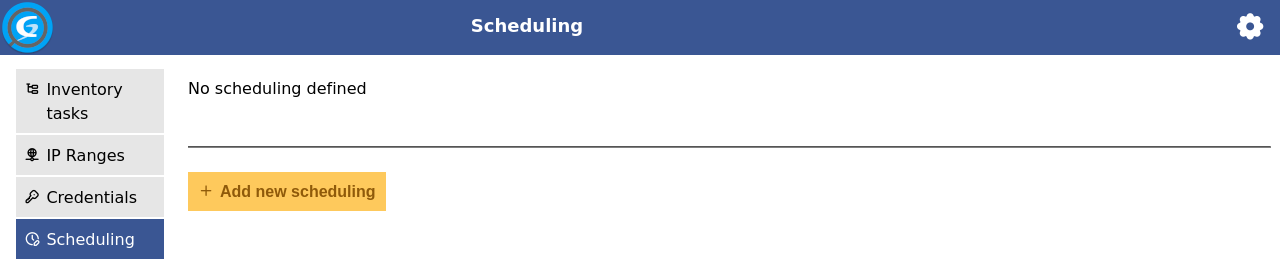 Scheduling
Inventory
tasks
IP Ranges
Credentials
Scheduling
No scheduling defined
+ Add new scheduling